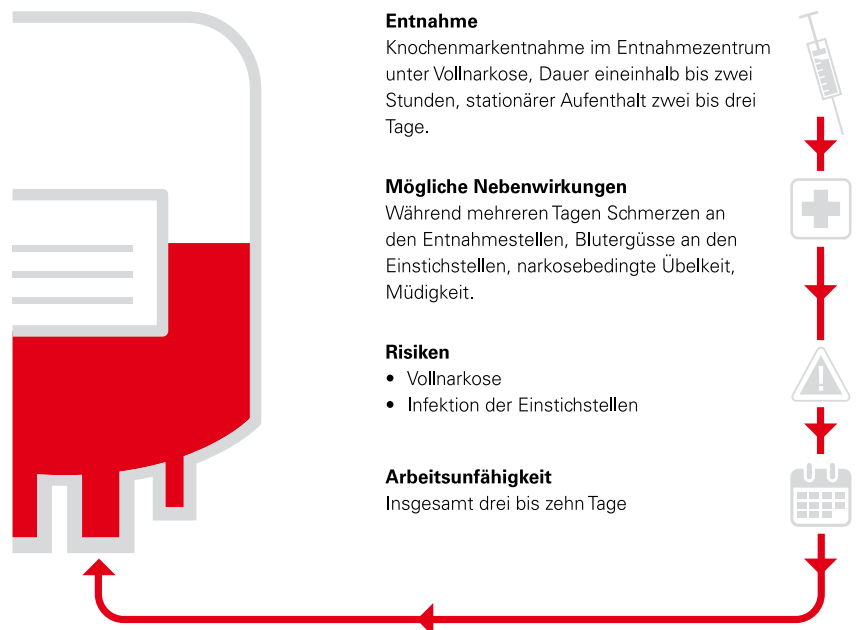 Entnahme
Knochenmarkentnahme im Entnahmezentrum
unter Vollnarkose, Dauer eineinhalb bis zwei
Stunden, stationärer Aufenthalt zwei bis drei
Tage.
Mögliche Nebenwirkungen
Während mehreren Tagen Schmerzen an
den Entnahmestellen, Blutergüsse an den
Einstichstellen, narkosebedingte Übelkeit,
Müdigkeit.
Risiken
• Vollnarkose
• Infektion der Einstichstellen
Arbeitsunfähigkeit
Insgesamt drei bis zehn Tage